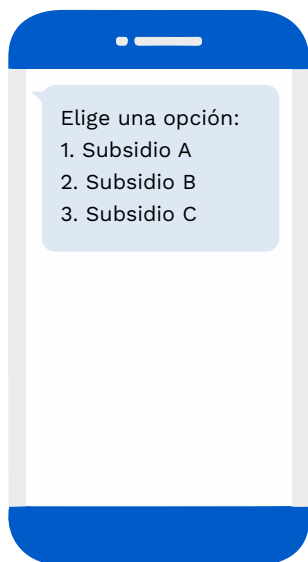 Elige una opción:
1. Subsidio A
2. Subsidio B
3. Subsidio C